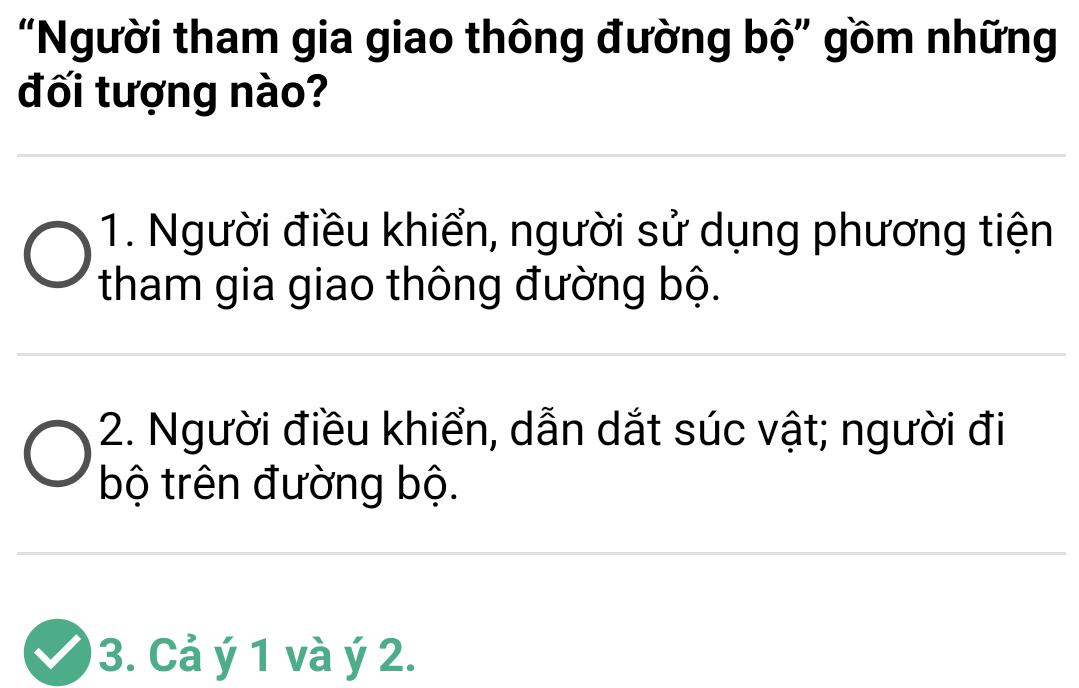 “Người tham gia giao thông đường bộ” gồm những
đối tượng nào?
1. Người điều khiển, người sử dụng phương tiện
tham gia giao thông đường bộ.
2. Người điều khiển, dẫn dắt súc vật; người đi
bộ trên đường bộ.
3. Cả ý 1 và ý 2.